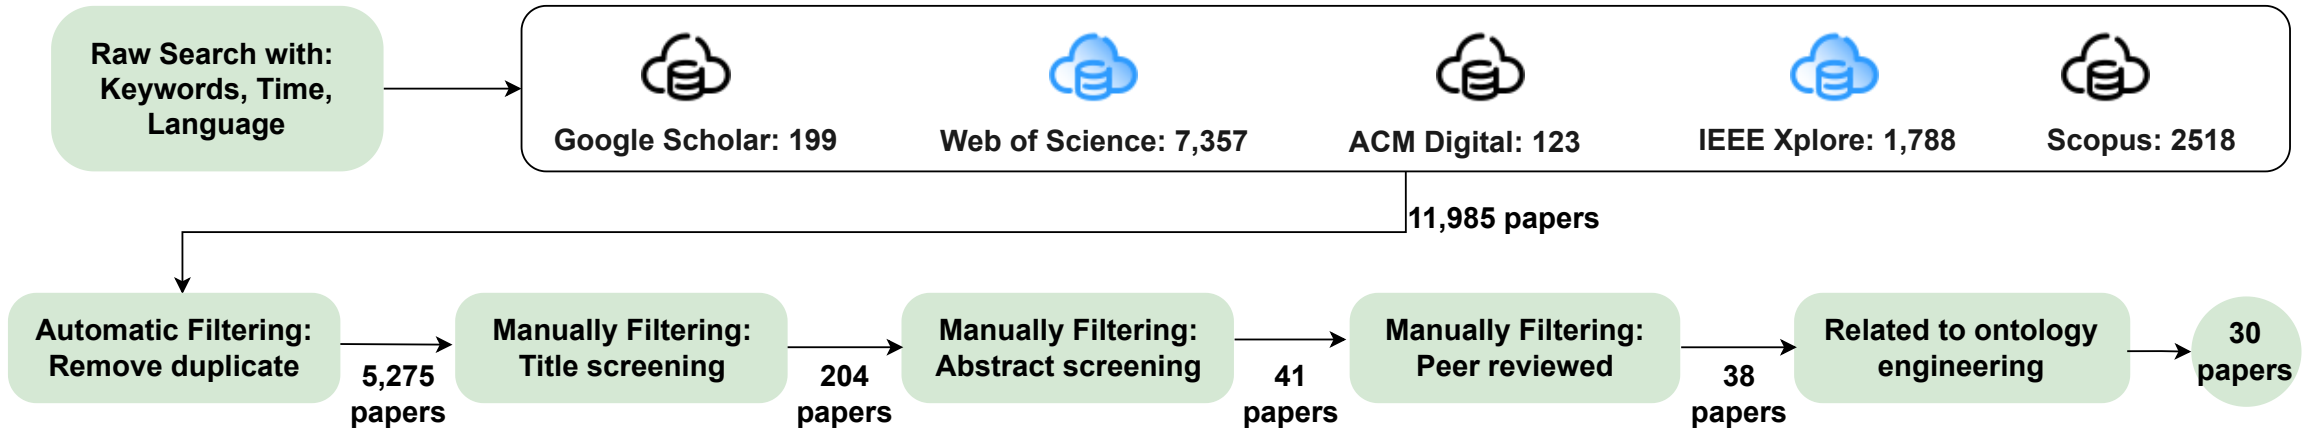 Raw Search with:
Keywords, Time,
Language
Google Scholar: 199
Web of Science: 7,357
ACM Digital: 123
IEEE Xplore: 1,788
Scopus: 2518
11,985 papers
Automatic Filtering:
Remove duplicate
5,275
papers
Manually Filtering:
Title screening
204
papers
Manually Filtering:
Abstract screening
41
papers
Manually Filtering:
Peer reviewed
38
papers
Related to ontology
engineering
30
papers